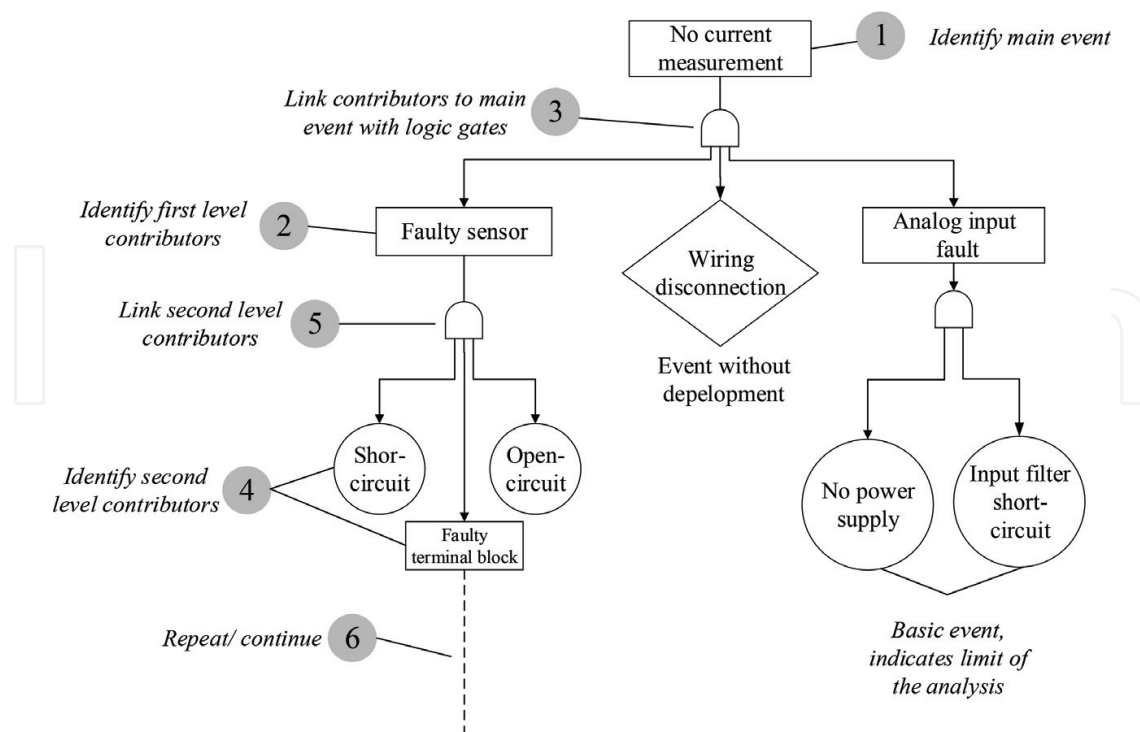 No current
measurement
1
Identify main event
Link contributors to main
event with logic gates
3
Identify first level
contributors
2
Faulty sensor
Wiring
disconnection
Analog input
fault
Link second level
contributors
5
Event without
depelopment
Shor-
circuit
Open-
circuit
Identify second
level contributors
4
Faulty
terminal block
No power
supply
Input filter
short-
circuit
Repeat/ continue
6
Basic event,
indicates limit of
the analysis